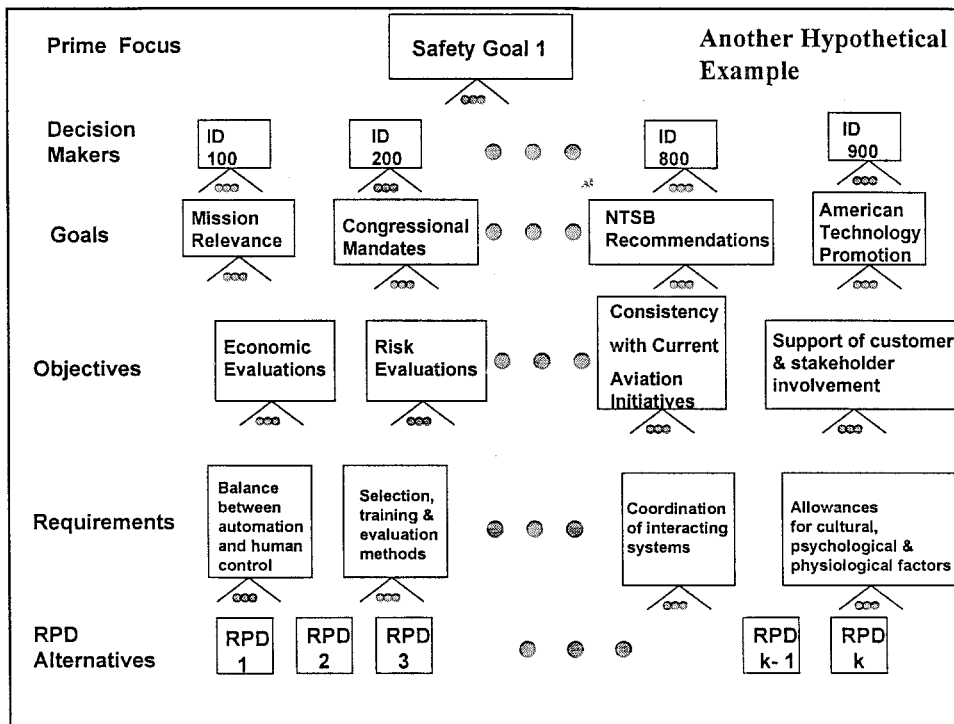 Prime Focus
Safety Goal 1
Another Hypothetical
Example
Decision
Makers
ID
100
ID
200
ID
800
ID
900
Goals
Mission
Relevance
Congressional
Mandates
NTSB
Recommendations
American
Technology
Promotion
Objectives
Economic
Evaluations
Risk
Evaluations
Consistency
with Current
Aviation
Initiatives
Support of customer
& stakeholder
involvement
Requirements
Balance
between
automation
and human
control
Selection,
training &
evaluation
methods
Coordination
of interacting
systems
Allowances
for cultural,
psychological &
physiological factors
RPD
Alternatives
RPD
1
RPD
2
RPD
3
RPD
k- 1
RPD
k